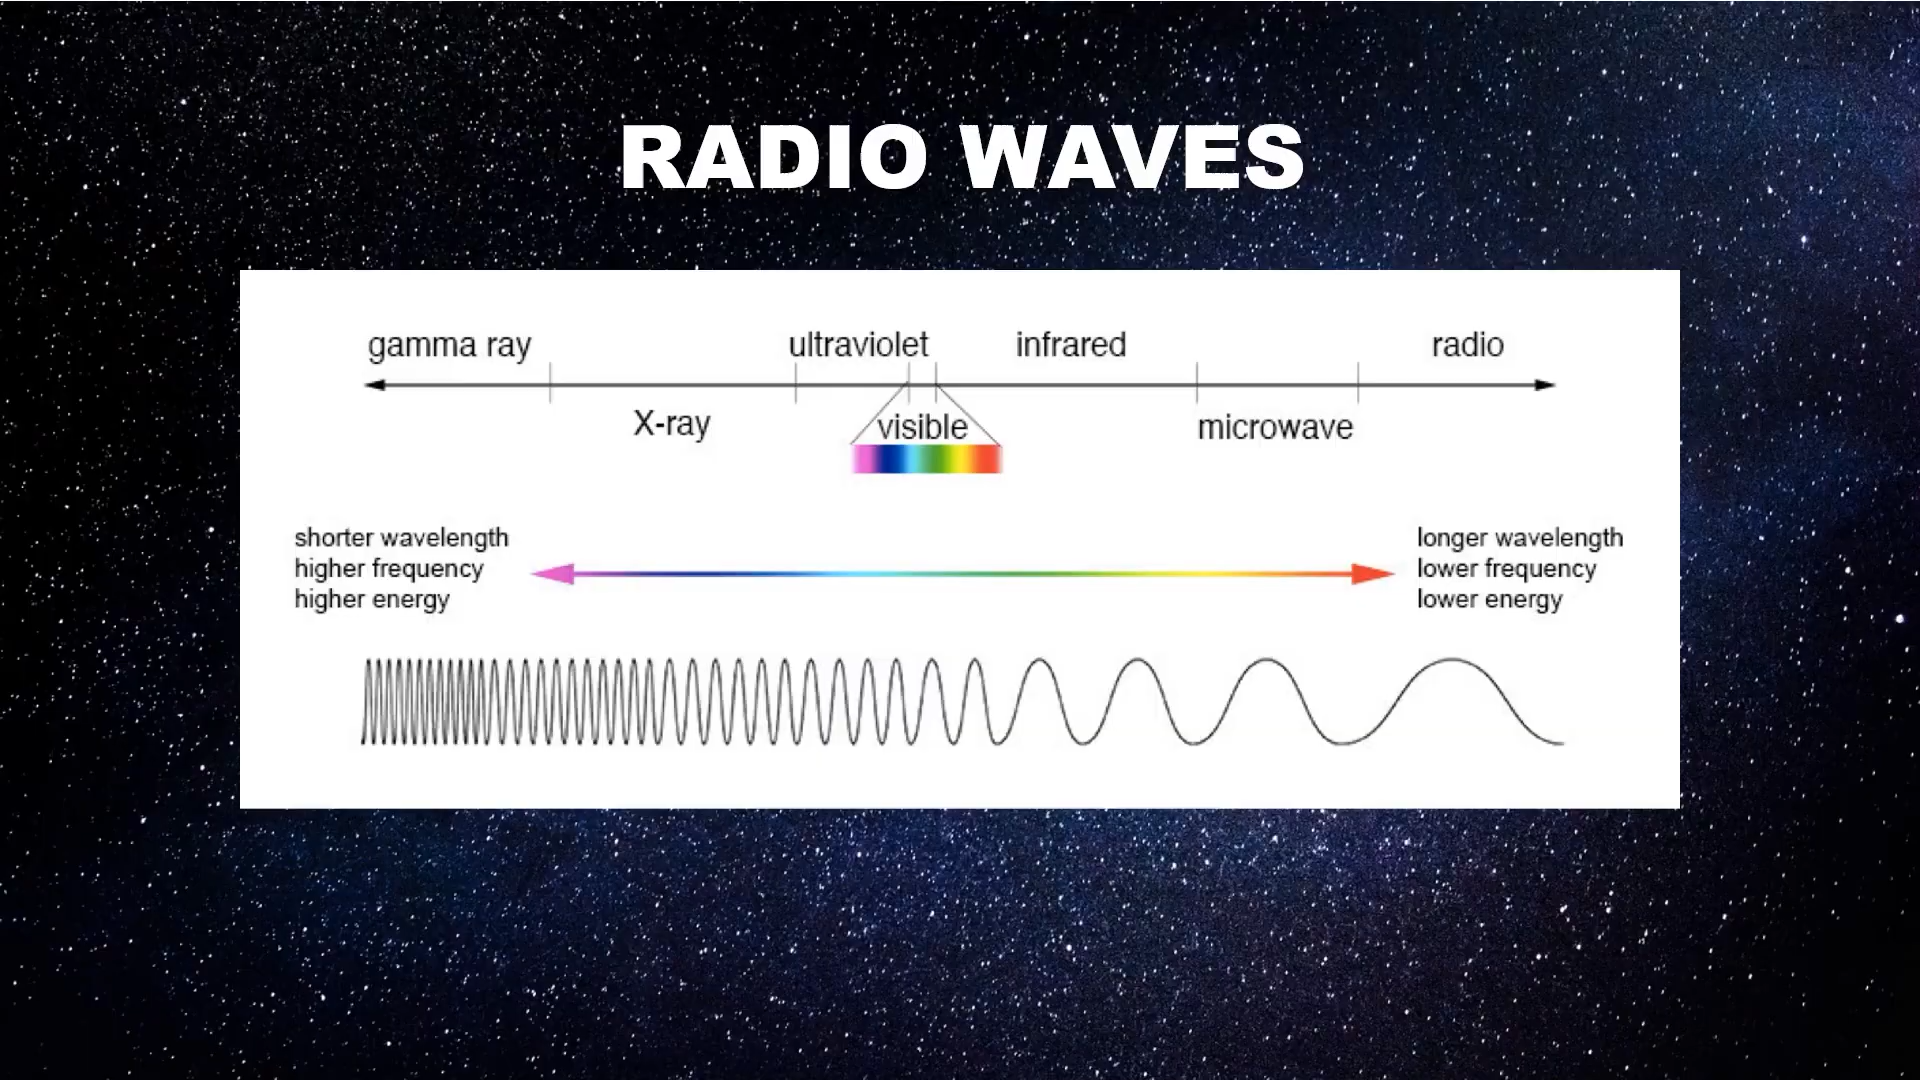 RADIO WAVES
gamma ray
ultraviolet
infrared
radio
X-ray
visible
microwave
shorter wavelength
higher frequency
higher energy
longer wavelength
lower frequency
lower energy